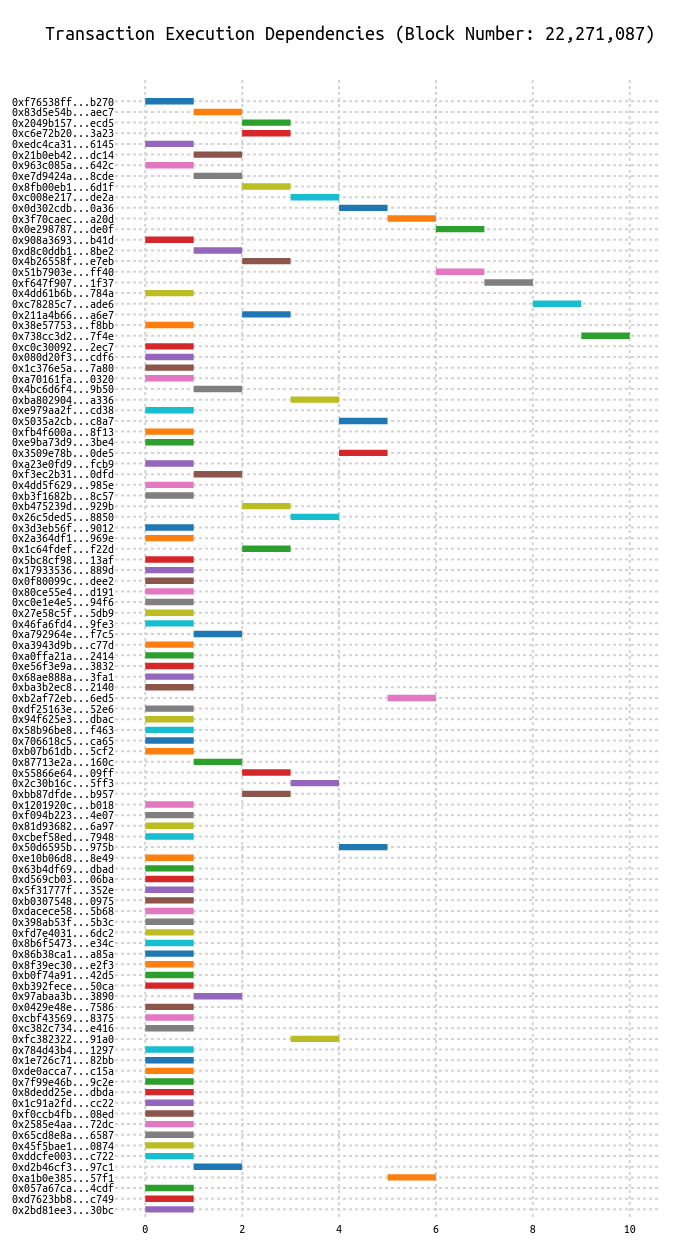 Transaction Execution Dependencies (Block Number: 22,271,087)
0xf76538ff...b270
0x83d5e54b...aec7
0x2049b157...ecd5
0xc6e72b20...3a23
0xedc4ca31...6145
0x21b0eb42...dc14
0x963c085a...642c
0xe7d9424a...8cde
0x8fb00eb1...6d1f
0xc008e217...de2a
0x0d302cdb...0a36
0x3f70caec...a20d
0x0e298787...de0f
0x908a3693...b41d
0xd8c0ddb1...8be2
0x4b26558f...e7eb
0x51b7903e...ff40
0xf647f907...1f37
0x4dd61b6b...784a
0xc78285c7...ade6
0x211a4b66...a6e7
0x38e57753...f8bb
0x738cc3d2...7f4e
0xc0c30092...2ec7
0x080d20f3...cdf6
0x1c376e5a...7a80
0xa70161fa...0320
0x4bc6d6f4...9b50
0xba802904...a336
0xe979aa2f...cd38
0x5035a2cb...c8a7
0xfb4f600a...8f13
0xe9ba73d9...3be4
0x3509e78b...0de5
0xa23e0fd9...fcb9
0xf3ec2b31...0dfd
0x4dd5f629...985e
0xb3f1682b...8c57
0xb475239d...929b
0x26c5ded5...8850
0x3d3eb56f...9012
0x2a364df1...969e
0x1c64fdef...f22d
0x5bc8cf98...13af
0x17933536...889d
0x0f80099c...dee2
0x80ce55e4...d191
0xc0e1e4e5...94f6
0x27e58c5f...5db9
0x46fa6fd4...9fe3
0xa792964e...f7c5
0xa3943d9b...c77d
0xa0ffa21a...2414
0xe56f3e9a...3832
0x68ae888a...3fa1
0xba3b2ec8...2140
0xb2af72eb...6ed5
0xdf25163e...52e6
0x94f625e3...dbac
0x58b96be8...f463
0x706618c5...ca65
0xb07b61db...5cf2
0x87713e2a...160c
0x55866e64...09ff
0x2c30b16c...5ff3
0xbb87dfde...b957
0x1201920c...b018
0xf094b223...4e07
0x81d93682...6a97
0xcbef58ed...7948
0x50d6595b...975b
0xe10b06d8...8e49
0x63b4df69...dbad
0xd569cb03...06ba
0x5f31777f...352e
0xb0307548...0975
0xdacece58...5b68
0x398ab53f...5b3c
0xfd7e4031...6dc2
0x8b6f5473...e34c
0x86b38ca1...a85a
0x8f39ec30...e2f3
0xb0f74a91...42d5
0xb392fece...50ca
0x97abaa3b...3890
0x0429e48e...7586
0xcbf43569...8375
0xc382c734...e416
0xfc382322...91a0
0x784d43b4...1297
0x1e726c71...82bb
0xde0acca7...c15a
0x7f99e46b...9c2e
0x8dedd25e...dbda
0x1c91a2fd...cc22
0xf0ccb4fb...08ed
0x2585e4aa...72dc
0x65cd8e8a...6587
0x45f5bae1...0874
0xddcfe003...c722
0xd2b46cf3...97c1
0xa1b0e385...57f1
0x057a67ca...4cdf
0xd7623bb8...c749
0x2bd81ee3...30bc
0 2 4 6 8 10